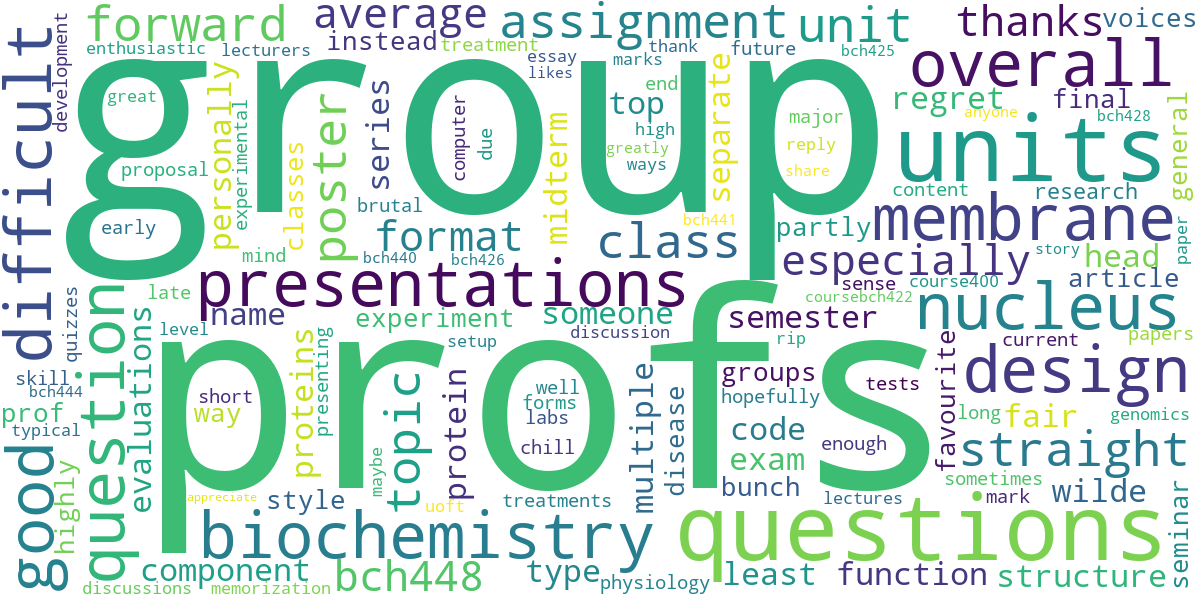 forward
average
assignment
unit
thanks
voices
enthusiastic
lecturers
instead
treatment
essay
likes
thank
marks
future
bch425
overall
development
difficult
group
great
proposal
early
personally
experimental
classes
poster
series
computer
due
midterm
top
end
high
greatly
ways
separate
major
reply
share
regret
final
anyone
bch428
general
units
content
research
membrane
paper
brutal
format
class
bch441
partly
mind
bch440
bch426
especially
sense
story
course400
head
article
presentations
quizzes
late
name
experiment
someone
discussion
semester
coursebch422
nucleus
question
evaluations
level
setup
rip
current
papers
profs
proteins
presenting
skill
bch444
prof
typical
short
way
topic
protein
well
forms
labs
chill
multiple
disease
groups
hopefully
code
exam
bunch
tests
enough
lectures
favourite
design
long
fair
genomics
straight
sometimes
mark
wilde
seminar
good
highly
appreciate
style
maybe
uoft
treatments
biochemistry
questions
component
discussions
memorization
bch448
type
physiology
least
function
structure